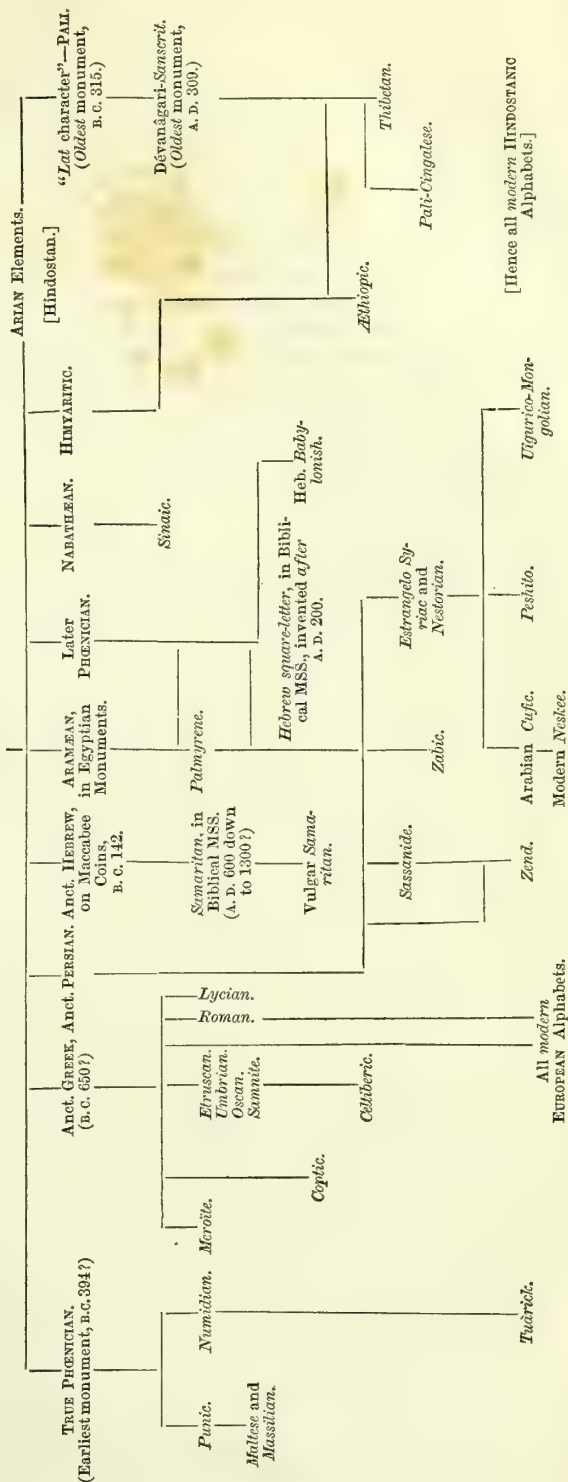 TRUE PHŒNICIAN.
(Earliest monument, B.C. 394?)
Punic.
Maltese and
Massilian.
Numidian.
Tuàrick.
Anct. GREEK,
(B.C. 650?)
Meroïte.
Coptic.
Etruscan.
Umbrian.
Oscan.
Samnite.
Celtiberic.
Roman.
Lycian.
All modern
EUROPEAN Alphabets.
Anct. PERSIAN.
Sassanide.
Zend.
Anct. HEBREW,
on Maccabee
Coins,
B.C. 142.
Samaritan, in
Biblical MSS.
(A. D. 600 down
to 1300?)
Vulgar Sama-
ritan.
ARAMÆAN,
in Egyptian
Monuments.
Palmyrene.
Hebrew square-letter, in Bibli-
cal MSS., invented after
A. D. 200.
Zabic.
Estrangelo Sy-
riac and
Nestorian.
Arabian Cufic.
Modern Neskee.
Peshito.
Uigurico-Mon-
golian.
Later
PHŒNICIAN.
Heb. Baby-
lonish.
NABATHÆAN.
Sinaic.
HIMYARITIC.
Æthiopic.
ARIAN Elements.
[Hindostan.]
"Lat character"—PALI.
(Oldest monument,
B. C. 315.)
Dévanâgari-Sanscrit.
(Oldest monument,
A. D. 309.)
Pali-Cingalese.
Thibetan.
[Hence all modern HINDOSTANIC
Alphabets.]